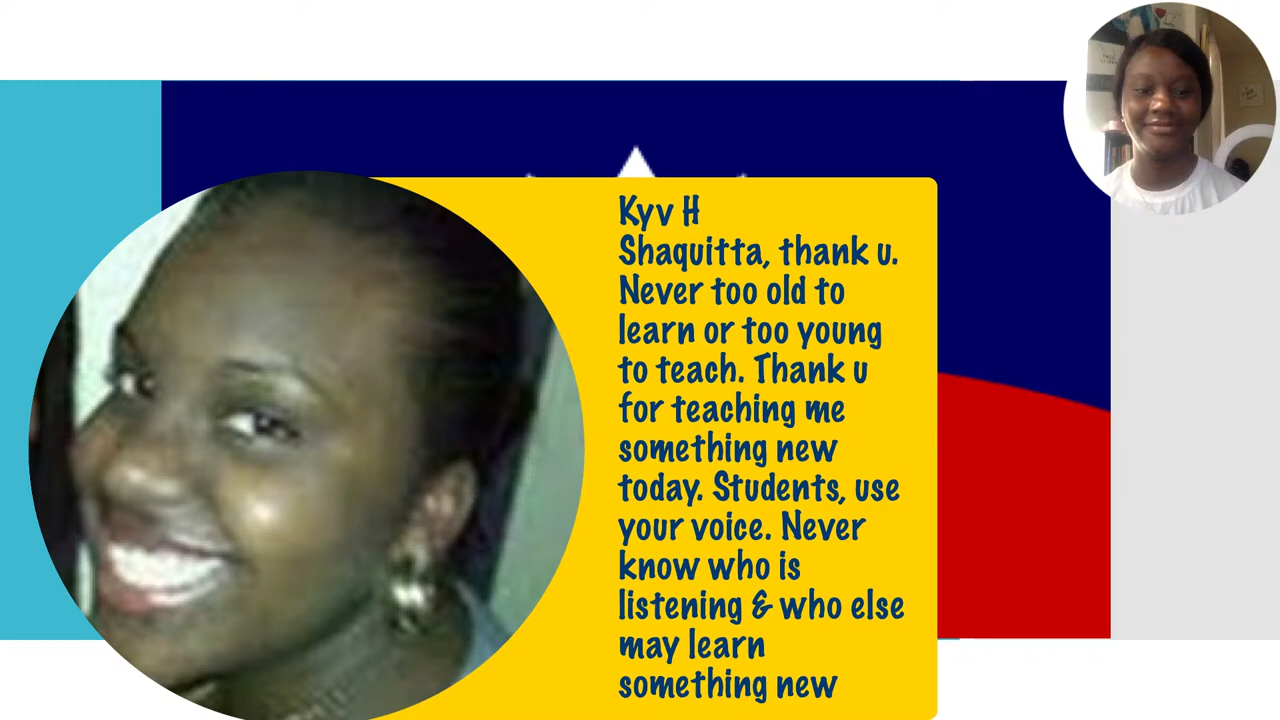 Kyv H
Shaquitta, thank u.
Never too old to
learn or too young
to teach. Thank u
for teaching me
something new
today. Students, use
your voice. Never
know who is
listening & who else
may learn
something new